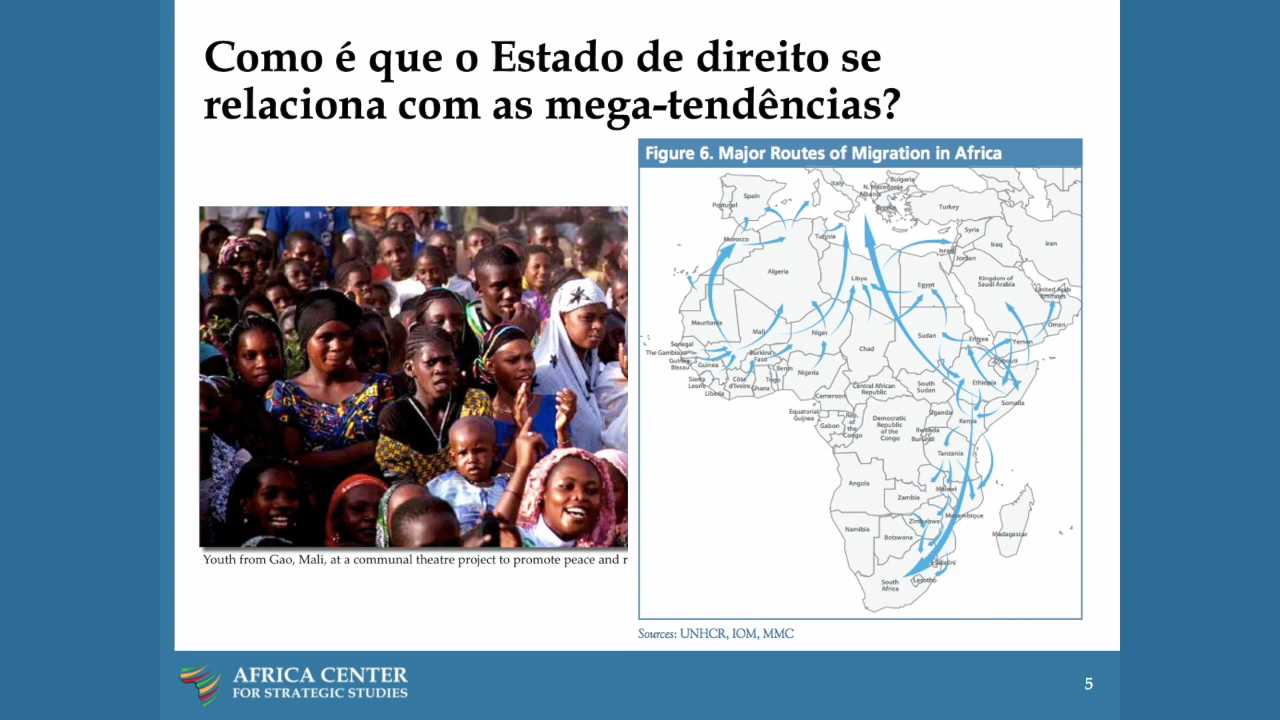 Como é que o Estado de direito se
relaciona com as mega-tendências?
Figure 6. Major Routes of Migration in Africa
Italy
Bulgaria
N. Macedonia
Albania
Greece
Spain
Portugal
Turkey
Syria
Iraq
Iran
Israel
Jordan
Morocco
Tunisia
Algeria
Libya
Egypt
Kingdom of
Saudi Arabia
United Arab
Emirates
Oman
Yemen
Mauritania
Mali
Niger
Chad
Sudan
Eritrea
Djibouti
Senegal
The Gambia
Guinea
Bissau
Guinea
Sierra
Leone
Liberia
Côte
d'Ivoire
Burkina
Faso
Ghana
Togo
Benin
Nigeria
Cameroon
Central African
Republic
South
Sudan
Ethiopia
Somalia
Equatorial
Guinea
Gabon
Rep.
of
the
Congo
Democratic
Republic
of the
Congo
Uganda
Kenya
Rwanda
Burundi
Tanzania
Angola
Zambia
Malawi
Mozambique
Zimbabwe
Madagascar
Namibia
Botswana
Eswatini
South
Africa
Lesotho
Youth from Gao, Mali, at a communal theatre project to promote peace and r
Sources: UNHCR, IOM, MMC
AFRICA CENTER
FOR STRATEGIC STUDIES
5